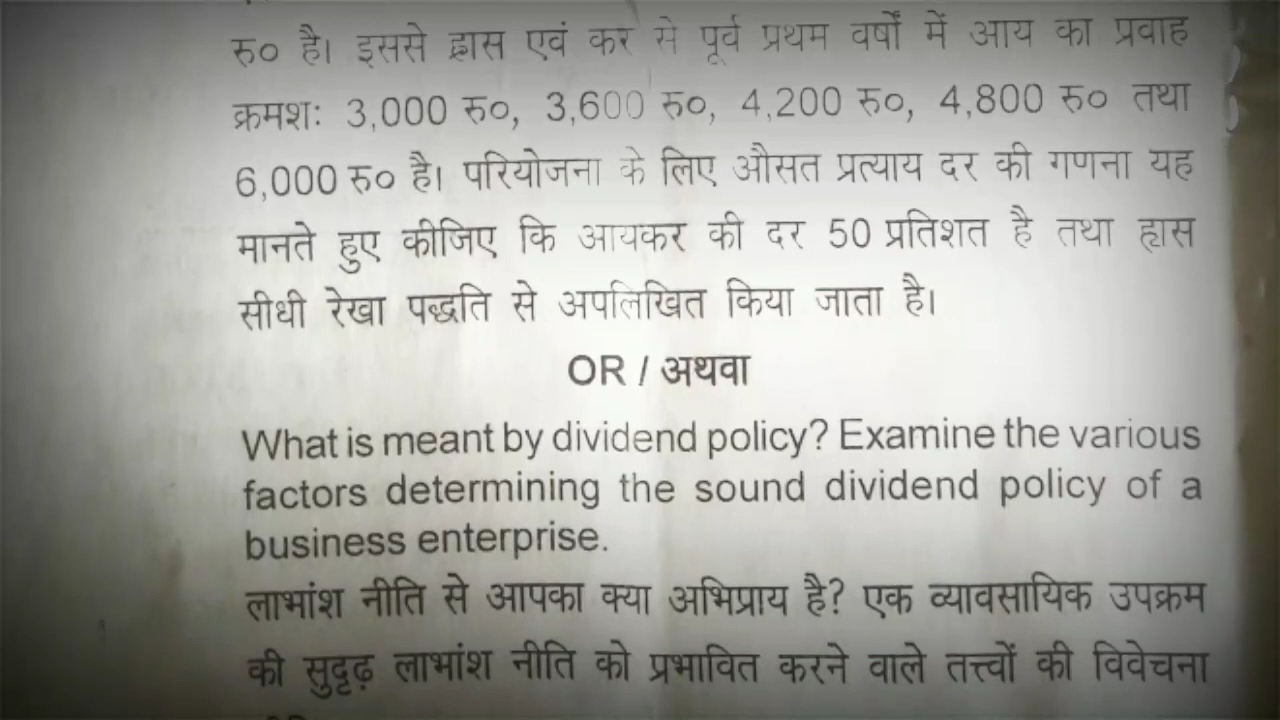 रु० है। इससे ह्रास एवं कर से पूर्व प्रथम वर्षों में आय का प्रवाह
क्रमशः 3,000 रु०, 3,600 रु०, 4,200 रु०, 4,800 रु० तथा
6,000 रु० है। परियोजना के लिए औसत प्रत्याय दर की गणना यह
मानते हुए कीजिए कि आयकर की दर 50 प्रतिशत है तथा ह्रास
सीधी रेखा पद्धति से अपलिखित किया जाता है।
OR / अथवा
What is meant by dividend policy? Examine the various
factors determining the sound dividend policy of a
business enterprise.
लाभांश नीति से आपका क्या अभिप्राय है? एक व्यावसायिक उपक्रम
की सुदृढ़ लाभांश नीति को प्रभावित करने वाले तत्त्वों की विवेचना